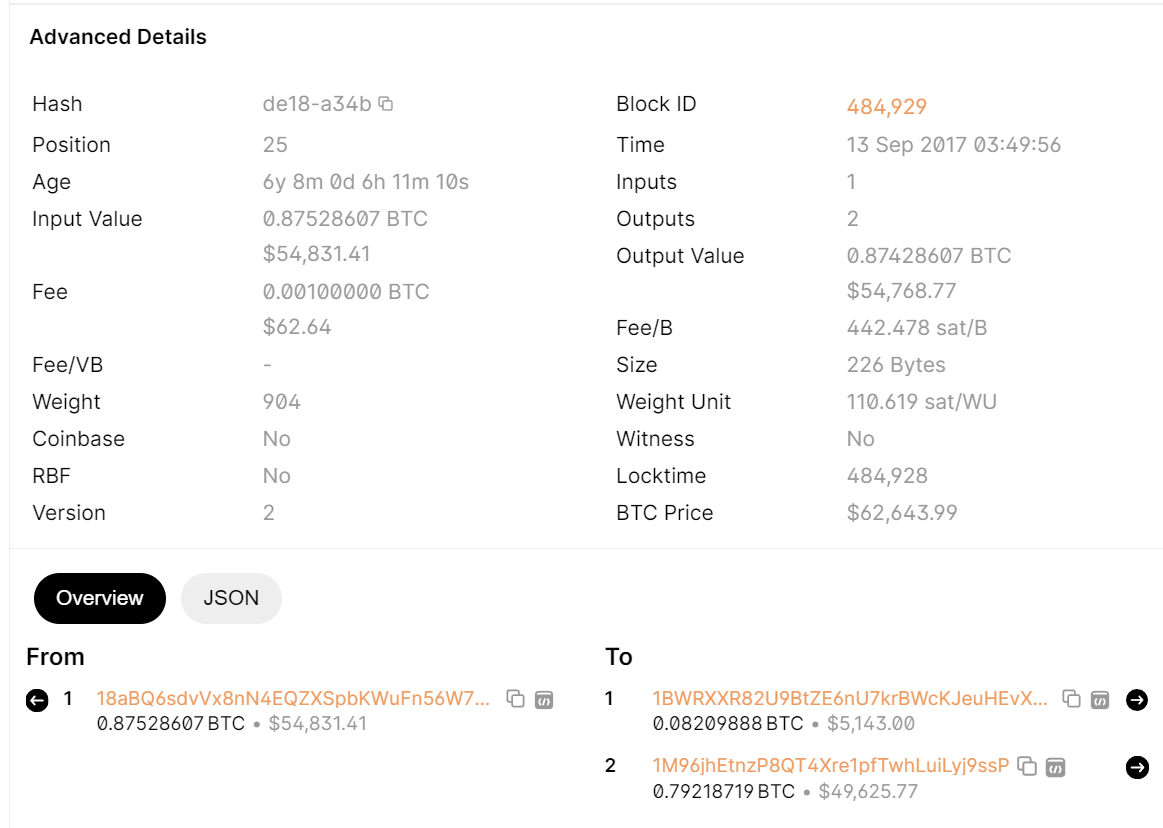 Advanced Details
Hash de18-a34b
Block ID 484,929
Position 25
Time 13 Sep 2017 03:49:56
Age 6y 8m 0d 6h 11m 10s
Inputs 1
Input Value 0.87528607 BTC
$54,831.41
Outputs 2
Output Value 0.87428607 BTC
$54,768.77
Fee 0.00100000 BTC
$62.64
Fee/B 442.478 sat/B
Fee/VB -
Size 226 Bytes
Weight 904
Weight Unit 110.619 sat/WU
Coinbase No
Witness No
RBF No
Locktime 484,928
Version 2
BTC Price $62,643.99
Overview JSON
From
1 18aBQ6sdvVx8nN4EQZXSpbKWuFn56W7...
0.87528607 BTC • $54,831.41
To
1 1BWRXXR82U9BtZE6nU7krBWcKJeuHEvX...
0.08209888 BTC • $5,143.00
2 1M96jhEtnzP8QT4Xre1pfTwhLuiLyj9ssP
0.79218719 BTC • $49,625.77